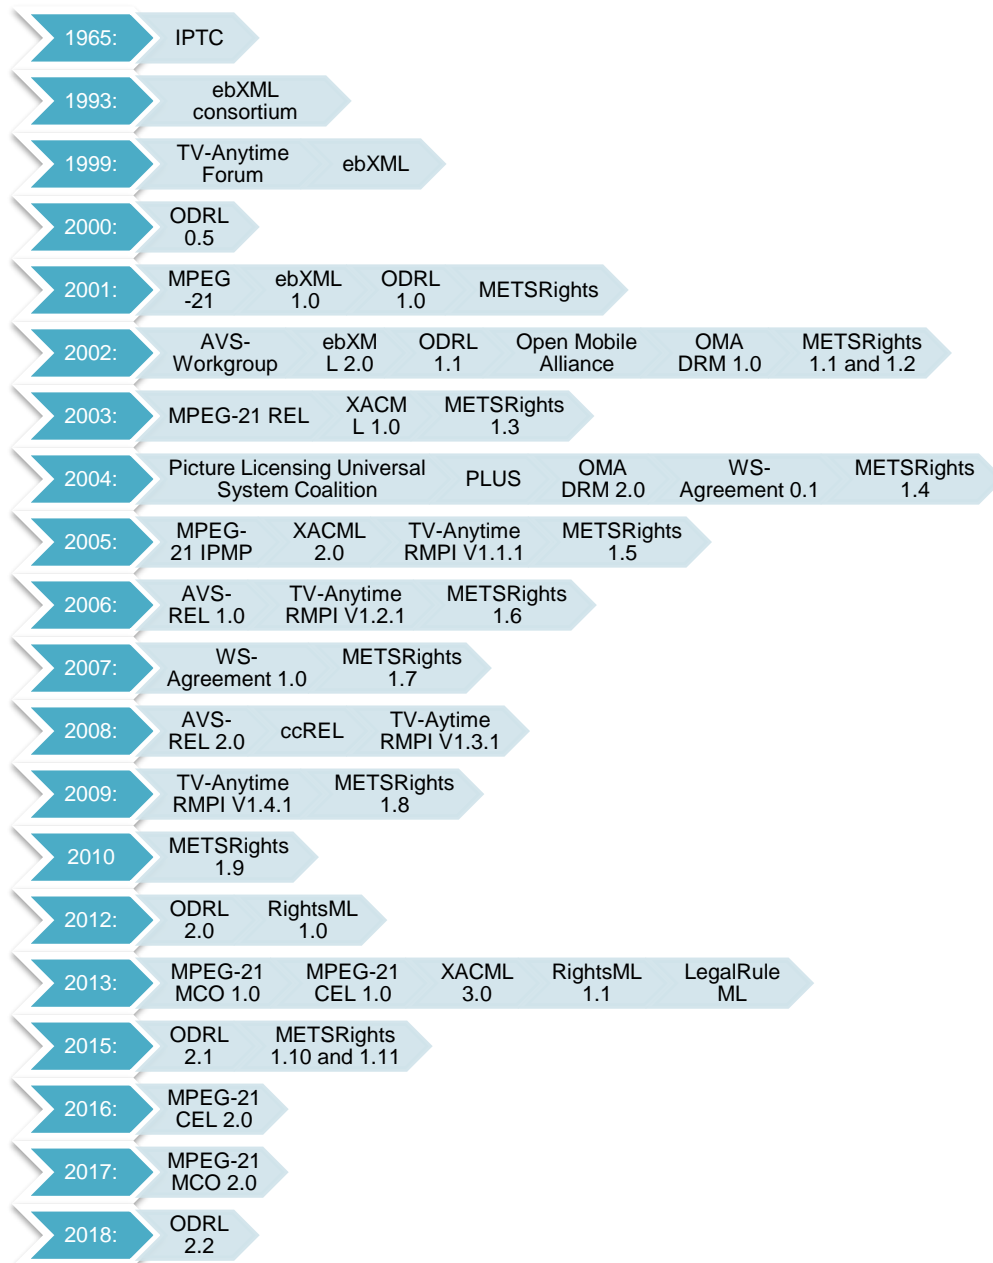 1965:
IPTC
1993:
ebXML
consortium
1999:
TV-Anytime
Forum
ebXML
2000:
ODRL
0.5
2001:
MPEG
-21
ebXML
1.0
ODRL
1.0
METSRights
2002:
AVS-
Workgroup
ebXM
L 2.0
ODRL
1.1
Open Mobile
Alliance
OMA
DRM 1.0
METSRights
1.1 and 1.2
2003:
MPEG-21 REL
XACM
L 1.0
METSRights
1.3
2004:
Picture Licensing Universal
System Coalition
PLUS
OMA
DRM 2.0
WS-
Agreement 0.1
METSRights
1.4
2005:
MPEG-
21 IPMP
XACML
2.0
TV-Anytime
RMPI V1.1.1
METSRights
1.5
2006:
AVS-
REL 1.0
TV-Anytime
RMPI V1.2.1
METSRights
1.6
2007:
WS-
Agreement 1.0
METSRights
1.7
2008:
AVS-
REL 2.0
ccREL
TV-Aytime
RMPI V1.3.1
2009:
TV-Anytime
RMPI V1.4.1
METSRights
1.8
2010
METSRights
1.9
2012:
ODRL
2.0
RightsML
1.0
2013:
MPEG-21
MCO 1.0
MPEG-21
CEL 1.0
XACML
3.0
RightsML
1.1
LegalRule
ML
2015:
ODRL
2.1
METSRights
1.10 and 1.11
2016:
MPEG-21
CEL 2.0
2017:
MPEG-21
MCO 2.0
2018:
ODRL
2.2